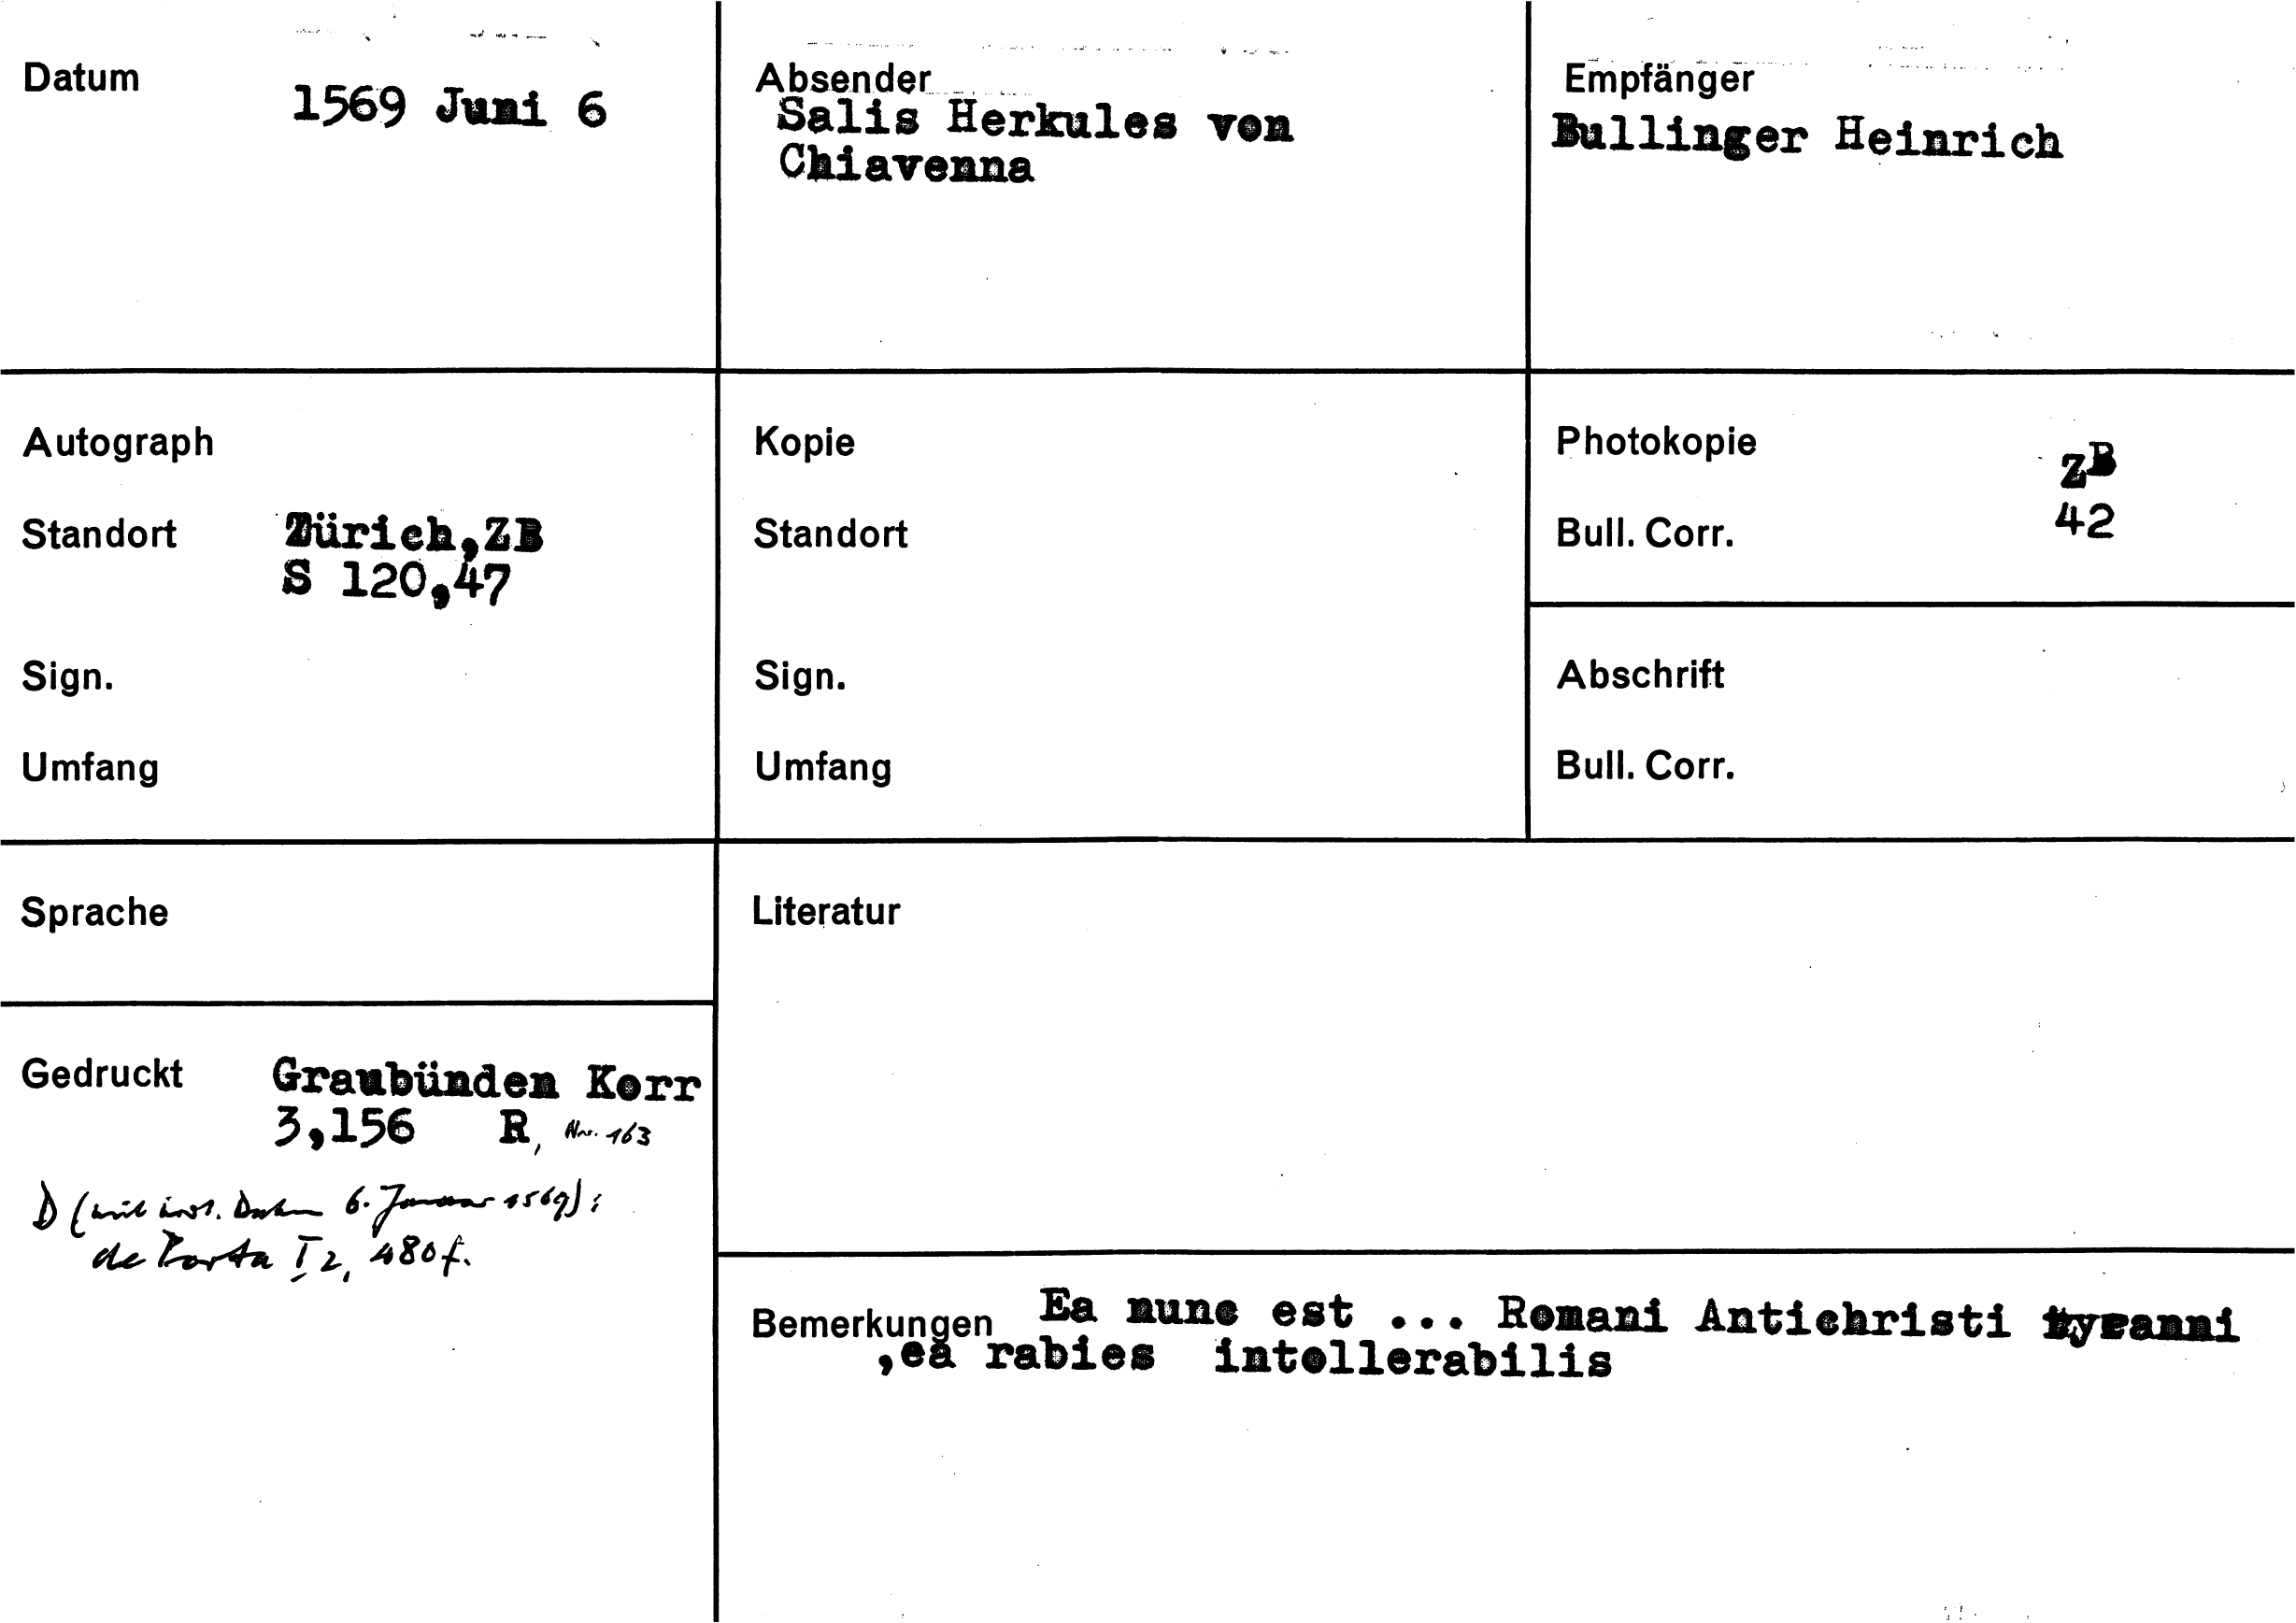 Datum
1569 Juni 6
Absender
Salis Herkules von
Chiavenna
Empfänger
Bullinger Heinrich
Autograph
Standort Zürich,ZB
S 120,47
Sign.
Umfang
Kopie
Standort
Sign.
Umfang
Photokopie ZB
Bull. Corr. 42
Abschrift
Bull. Corr.
Sprache
Literatur
Gedruckt Graubünden Korr
3,156 R, Nr. 163
D (mit irrt. Datum 6. Januar 1569):
de Porta I 2, 480f.
Bemerkungen Ea nunc est ... Romani Antichristi tyranni
,ea rabies intollerabilis